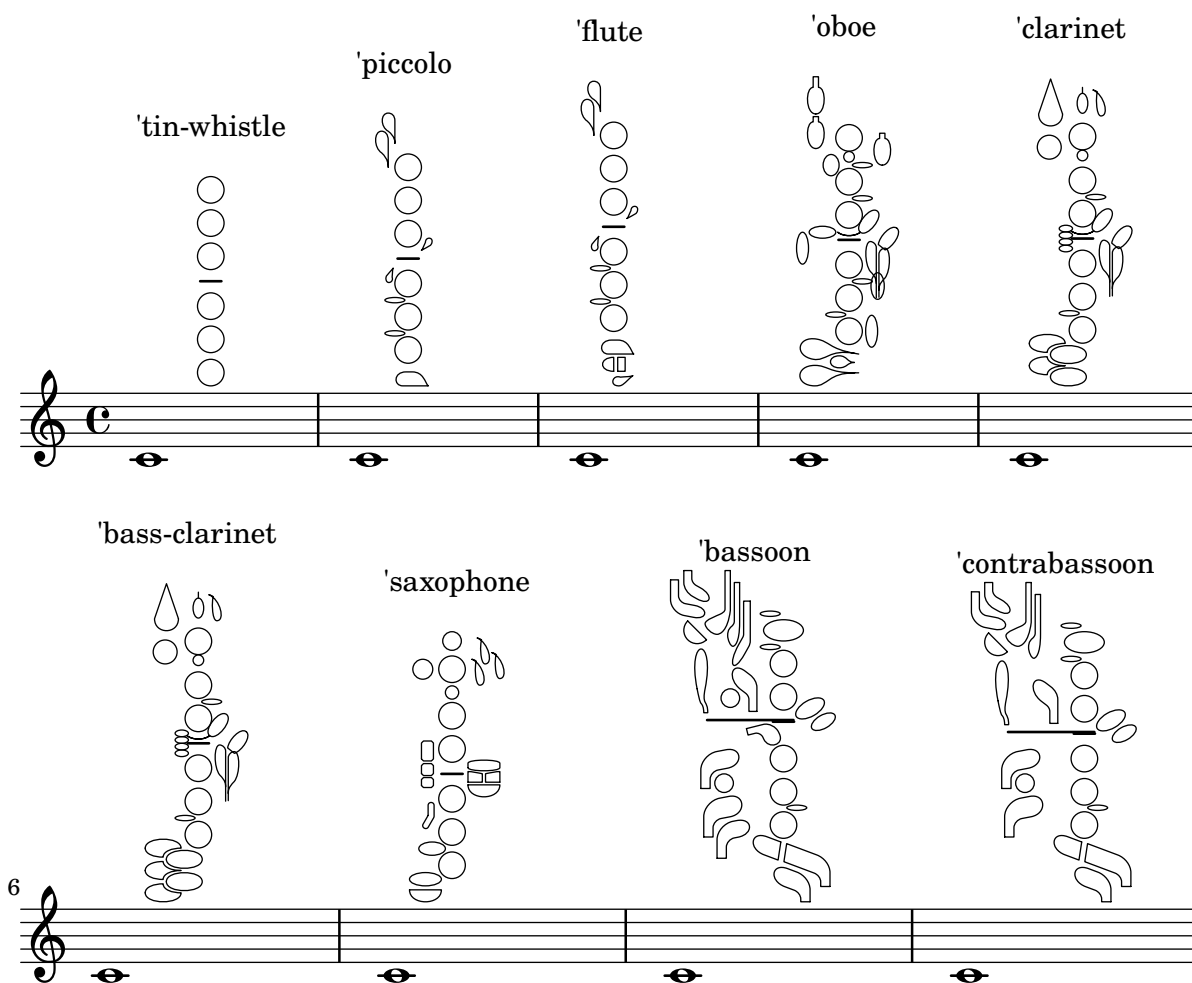 'tin-whistle
'piccolo
'flute
'oboe
'clarinet
'bass-clarinet
'saxophone
'bassoon
'contrabassoon
6